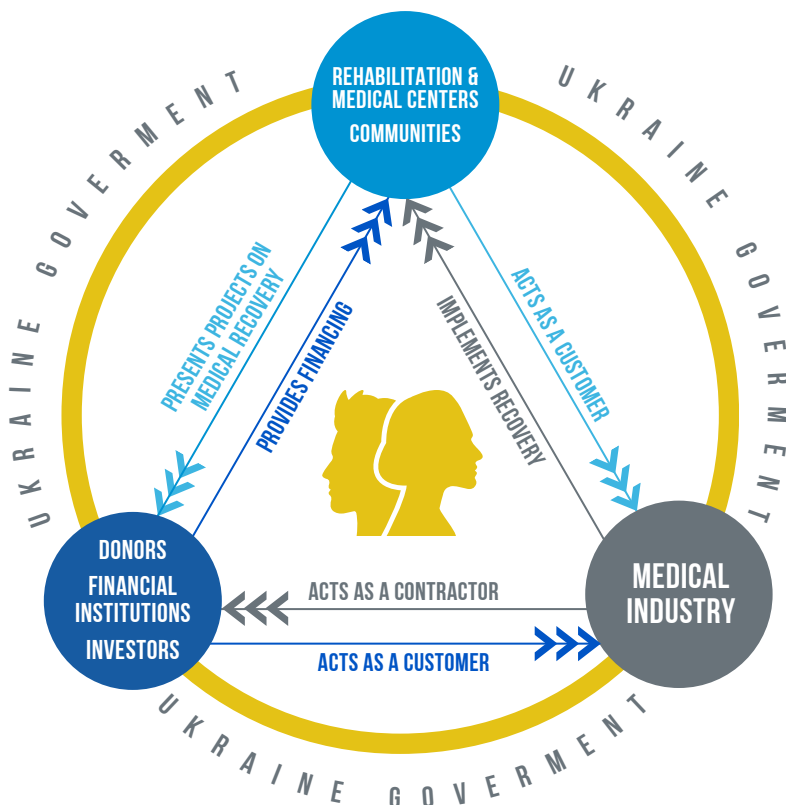 REHABILITATION &
MEDICAL CENTERS
COMMUNITIES
UKRAINE GOVERMENT
UKRAINE GOVERMENT
PRESENTS PROJECTS ON
MEDICAL RECOVERY
PROVIDES FINANCING
IMPLEMENTS RECOVERY
ACTS AS A CUSTOMER
DONORS
FINANCIAL
INSTITUTIONS
INVESTORS
ACTS AS A CONTRACTOR
ACTS AS A CUSTOMER
MEDICAL
INDUSTRY
UKRAINE GOVERMENT